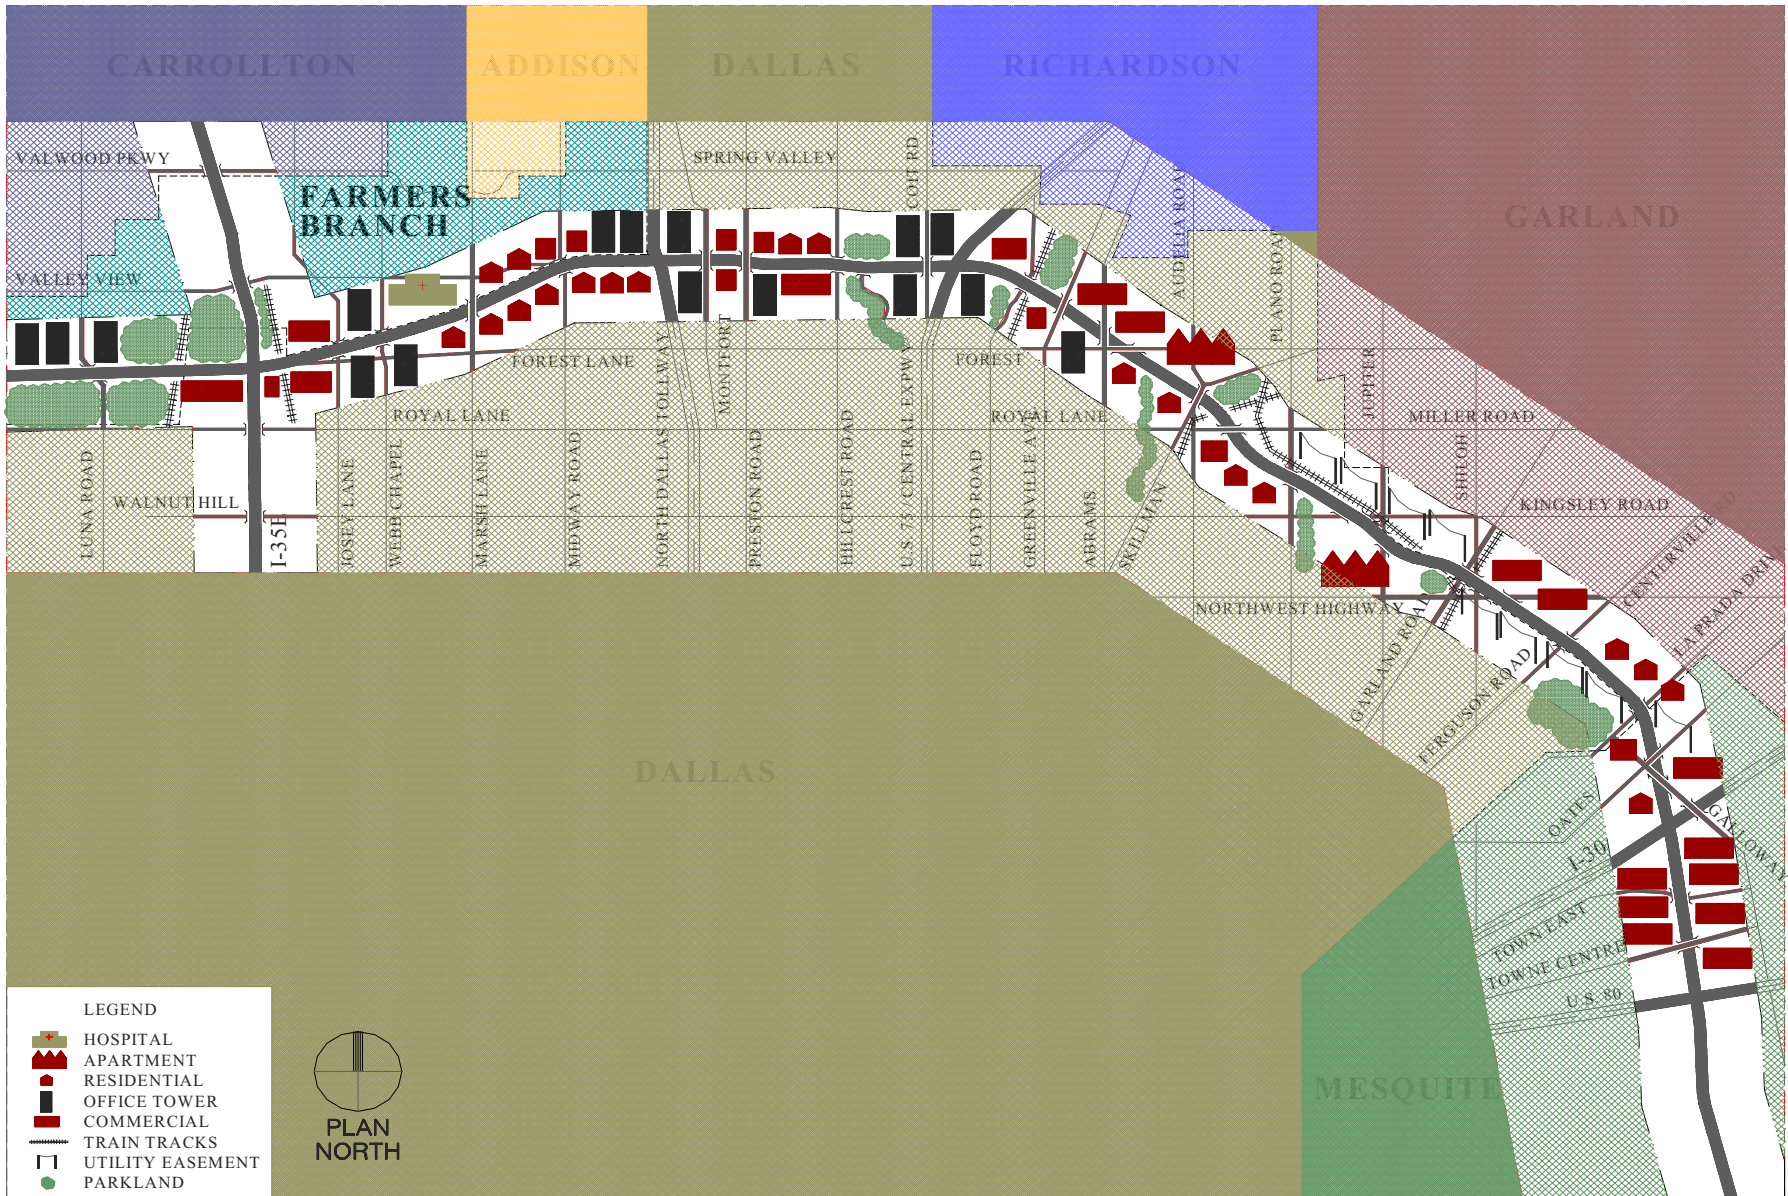 CARROLLTON
ADDISON
DALLAS
RICHARDSON
GARLAND
VALWOOD PKWY
SPRING VALLEY
COIT RD
FARMERS
BRANCH
AUDELIA ROAD
PLANO ROAD
VALLEY VIEW
FOREST LANE
MONTFORT
FOREST
JUPITER
ROYAL LANE
ROYAL LANE
MILLER ROAD
LUNA ROAD
WALNUT HILL
I-35E
JOSEY LANE
WEBB CHAPEL
MARSH LANE
MIDWAY ROAD
NORTH DALLAS TOLLWAY
PRESTON ROAD
HILLCREST ROAD
U.S. 75 CENTRAL EXPWY
FLOYD ROAD
GREENVILLE AVE
ABRAMS
SKILLMAN
SHILOH
KINGSLEY ROAD
CENTERVILLE
LA PRADA DRIVE
NORTHWEST HIGHWAY
GARLAND ROAD
FERGUSON ROAD
DALLAS
OATES
GALLOWAY
I-30
TOWN EAST
TOWNE CENTRE
U.S. 80
MESQUITE
LEGEND
HOSPITAL
APARTMENT
RESIDENTIAL
OFFICE TOWER
COMMERCIAL
TRAIN TRACKS
UTILITY EASEMENT
PARKLAND
PLAN
NORTH